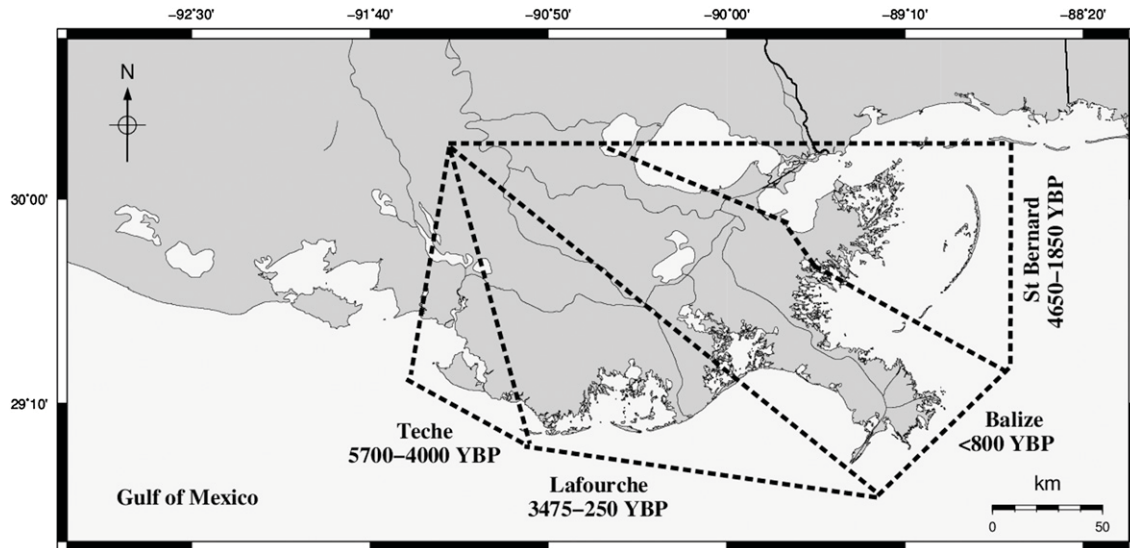 −92˚30' −91˚40' −90˚50' −90˚00' −89˚10' −88˚20'
N
30˚00'
St Bernard
4650–1850 YBP
29˚10'
Teche
5700–4000 YBP
Balize
<800 YBP
Lafourche
3475–250 YBP
Gulf of Mexico
km
0 50